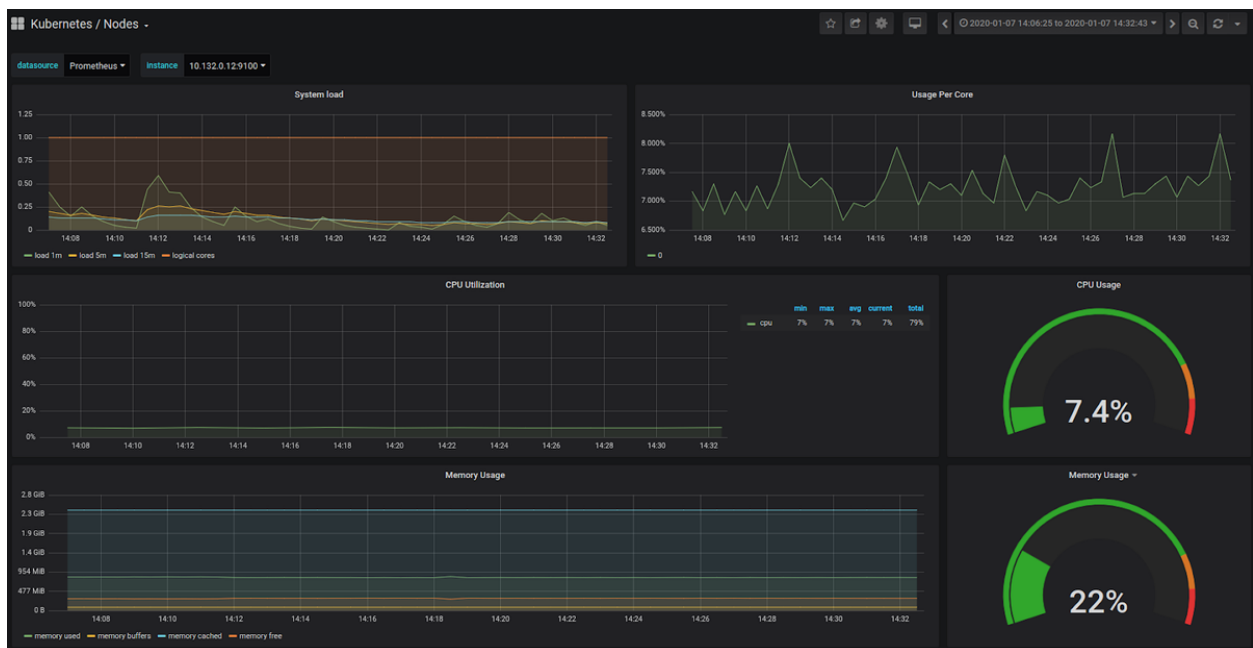 Kubernetes / Nodes
2020-01-07 14:06:25 to 2020-01-07 14:32:43
datasource Prometheus instance 10.132.0.12:9100
System load
1.25
1.00
0.75
0.50
0.25
0
14:08 14:10 14:12 14:14 14:16 14:18 14:20 14:22 14:24 14:26 14:28 14:30 14:32
load 1m load 5m load 15m logical cores
Usage Per Core
8.500%
8.000%
7.500%
7.000%
6.500%
14:08 14:10 14:12 14:14 14:16 14:18 14:20 14:22 14:24 14:26 14:28 14:30 14:32
0
CPU Utilization
100%
80%
60%
40%
20%
0%
14:08 14:10 14:12 14:14 14:16 14:18 14:20 14:22 14:24 14:26 14:28 14:30 14:32
min max avg current total
cpu 7% 7% 7% 7% 79%
CPU Usage
7.4%
Memory Usage
2.8 GiB
2.3 GiB
1.9 GiB
1.4 GiB
954 MiB
477 MiB
0 B
14:08 14:10 14:12 14:14 14:16 14:18 14:20 14:22 14:24 14:26 14:28 14:30 14:32
memory used memory buffers memory cached memory free
Memory Usage
22%